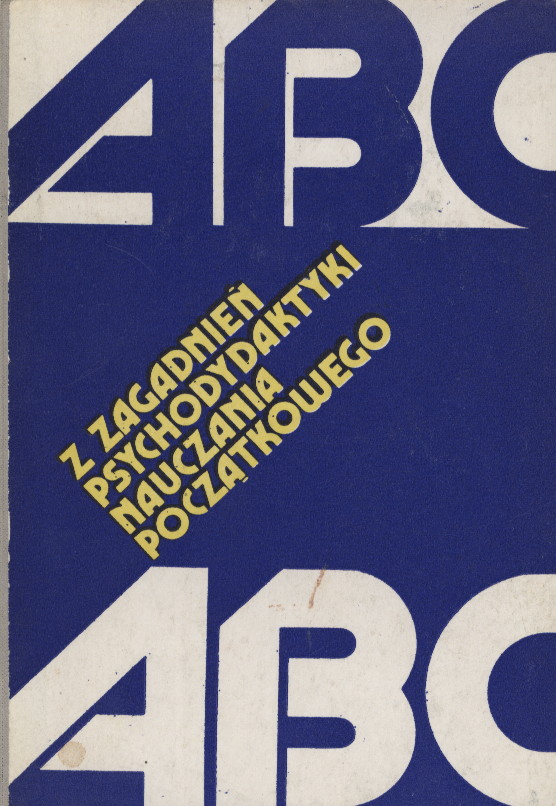 ABC
Z ZAGADNIEŃ
PSYCHODYDAKTYKI
NAUCZANIA
POCZĄTKOWEGO
ABC